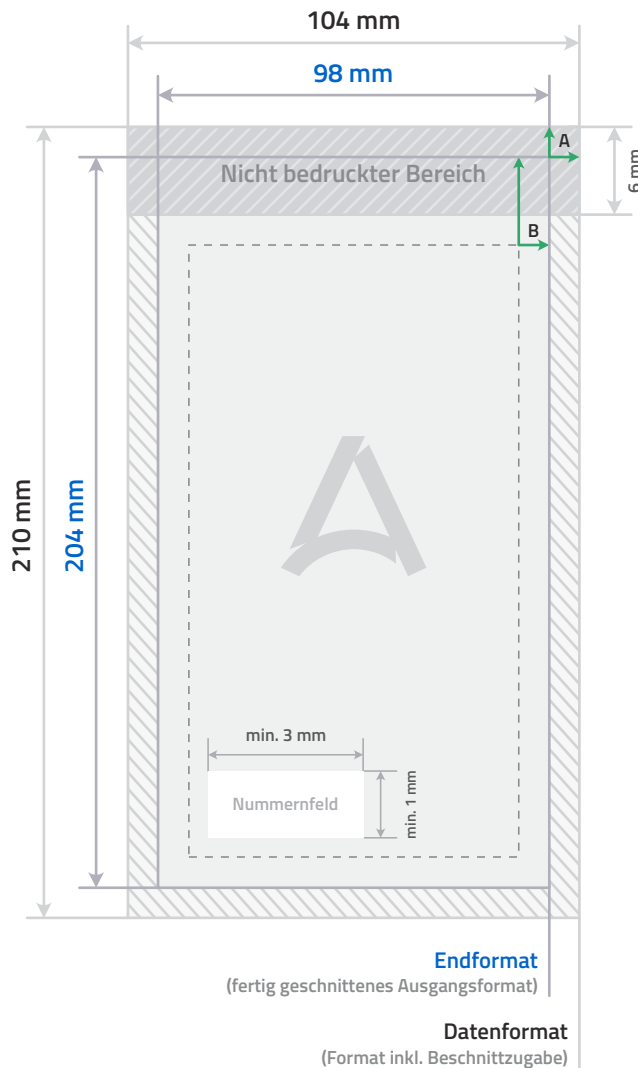 104 mm
98 mm
A
Nicht bedruckter Bereich
6 mm
B
210 mm
204 mm
min. 3 mm
Nummernfeld
min. 1 mm
Endformat
(fertig geschnittenes Ausgangsformat)
Datenformat
(Format inkl. Beschnittzugabe)